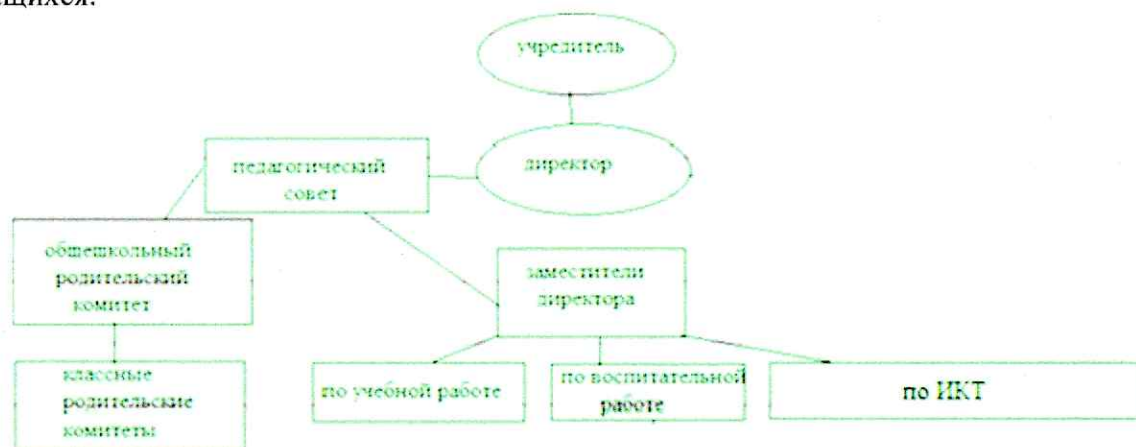 учредитель
директор
педагогический
совет
общешкольный
родительский
комитет
заместители
директора
классные
родительские
комитеты
по учебной работе
по воспитательной
работе
по ИКТ